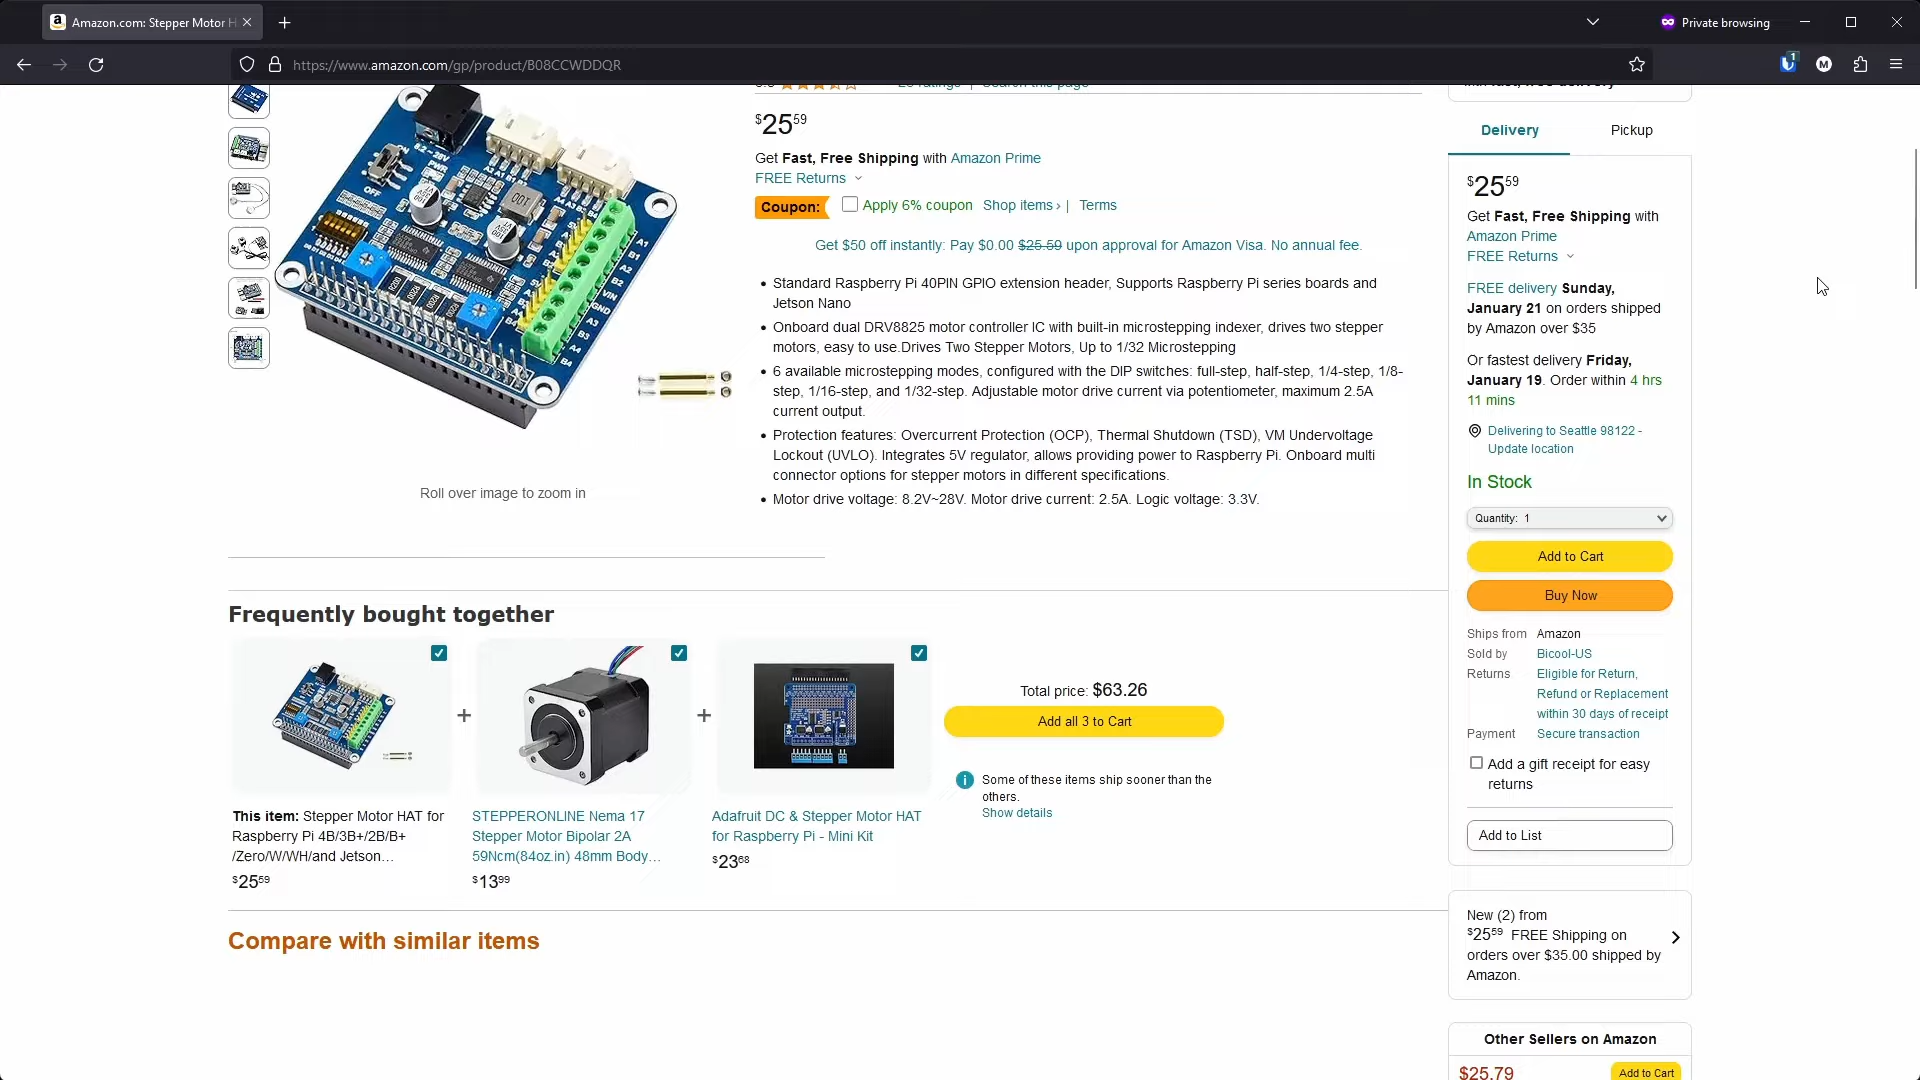 Amazon.com: Stepper Motor H
Private browsing
https://www.amazon.com/gp/product/B08CCWDDQR
1
M
$25.59
Get Fast, Free Shipping with Amazon Prime
FREE Returns
Coupon: Apply 6% coupon Shop items › | Terms
Get $50 off instantly: Pay $0.00 $25.59 upon approval for Amazon Visa. No annual fee.
• Standard Raspberry Pi 40PIN GPIO extension header, Supports Raspberry Pi series boards and
Jetson Nano
• Onboard dual DRV8825 motor controller IC with built-in microstepping indexer, drives two stepper
motors, easy to use.Drives Two Stepper Motors, Up to 1/32 Microstepping
• 6 available microstepping modes, configured with the DIP switches: full-step, half-step, 1/4-step, 1/8-
step, 1/16-step, and 1/32-step. Adjustable motor drive current via potentiometer, maximum 2.5A
current output.
• Protection features: Overcurrent Protection (OCP), Thermal Shutdown (TSD), VM Undervoltage
Lockout (UVLO). Integrates 5V regulator, allows providing power to Raspberry Pi. Onboard multi
connector options for stepper motors in different specifications.
• Motor drive voltage: 8.2V~28V. Motor drive current: 2.5A. Logic voltage: 3.3V.
8.2~28V
PWR
OFF
100
R200
A1
B1
A2
B2
VIN
GND
A3
B3
A4
B4
Roll over image to zoom in
Delivery
Pickup
$25.59
Get Fast, Free Shipping with
Amazon Prime
FREE Returns
FREE delivery Sunday,
January 21 on orders shipped
by Amazon over $35
Or fastest delivery Friday,
January 19. Order within 4 hrs
11 mins
Delivering to Seattle 98122 -
Update location
In Stock
Quantity: 1
Add to Cart
Buy Now
Ships from Amazon
Sold by Bicool-US
Returns Eligible for Return,
Refund or Replacement
within 30 days of receipt
Payment Secure transaction
Add a gift receipt for easy
returns
Add to List
New (2) from
$25.59 FREE Shipping on
orders over $35.00 shipped by
Amazon.
Other Sellers on Amazon
$25.79
Add to Cart
Frequently bought together
+
+
Total price: $63.26
Add all 3 to Cart
Some of these items ship sooner than the
others.
Show details
This item: Stepper Motor HAT for
Raspberry Pi 4B/3B+/2B/B+
/Zero/W/WH/and Jetson…
$25.59
STEPPERONLINE Nema 17
Stepper Motor Bipolar 2A
59Ncm(84oz.in) 48mm Body…
$13.99
Adafruit DC & Stepper Motor HAT
for Raspberry Pi - Mini Kit
$23.68
Compare with similar items